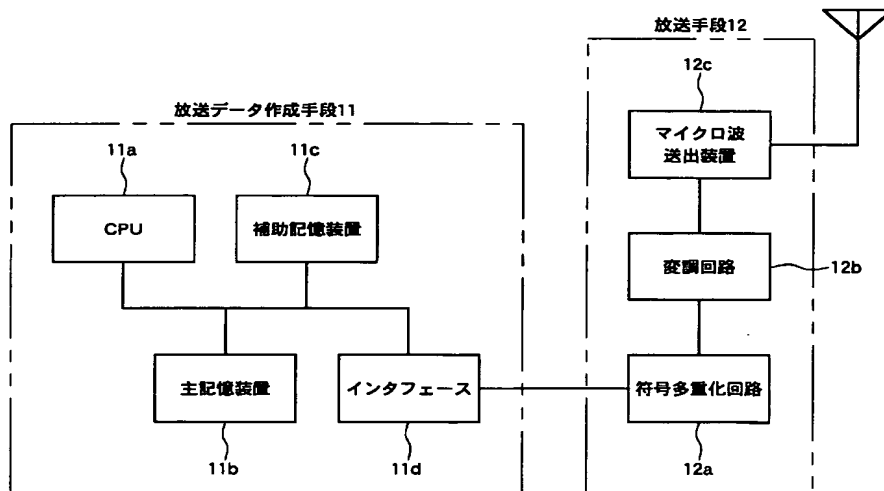 放送手段12
12c
マイクロ波
送出装置
放送データ作成手段11
11a
11c
CPU
補助記憶装置
変調回路
12b
主記憶装置
インタフェース
符号多重化回路
11b
11d
12a